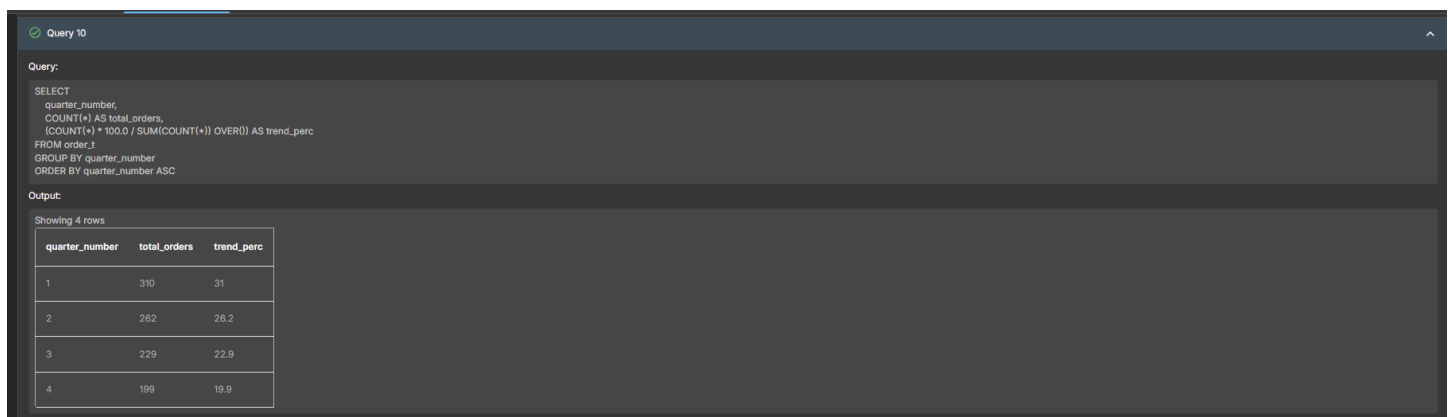 Query 10
Query:
SELECT
quarter_number,
COUNT(*) AS total_orders,
(COUNT(*) * 100.0 / SUM(COUNT(*)) OVER()) AS trend_perc
FROM order_t
GROUP BY quarter_number
ORDER BY quarter_number ASC
Output:
Showing 4 rows
quarter_number total_orders trend_perc
1 310 31
2 262 26.2
3 229 22.9
4 199 19.9